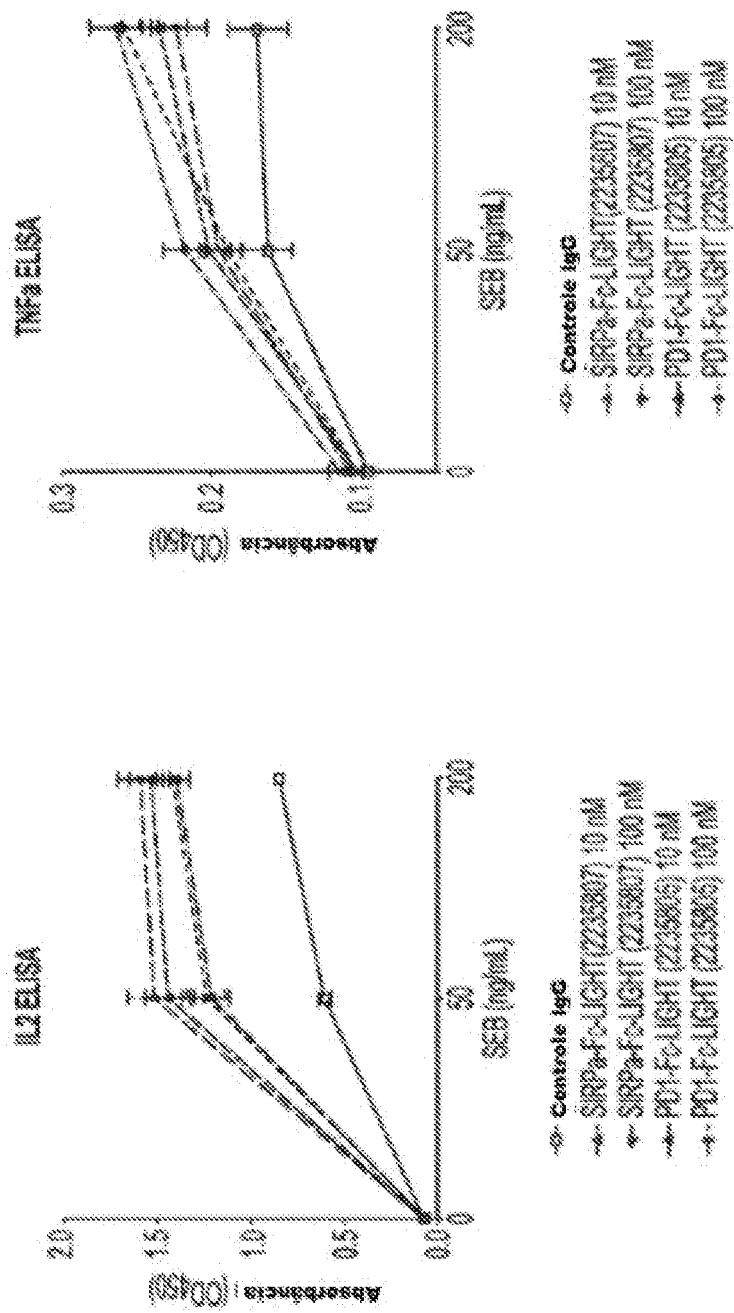 IL2 ELISA
Absorbância
(OD450)
2.0
1.5
1.0
0.5
0.0
0
50
200
SEB (ng/mL)
Controle IgG
SIRPa-Fc-LIGHT(2235807) 10 nM
SIRPa-Fc-LIGHT (2235807) 100 nM
PD1-Fc-LIGHT (2235805) 10 nM
PD1-Fc-LIGHT (2235805) 100 nM
TNFa ELISA
Absorbância
(OD450)
0.3
0.2
0.1
0
50
200
SEB (ng/mL)
Controle IgG
SIRPa-Fc-LIGHT(2235807) 10 nM
SIRPa-Fc-LIGHT (2235807) 100 nM
PD1-Fc-LIGHT (2235805) 10 nM
PD1-Fc-LIGHT (2235805) 100 nM